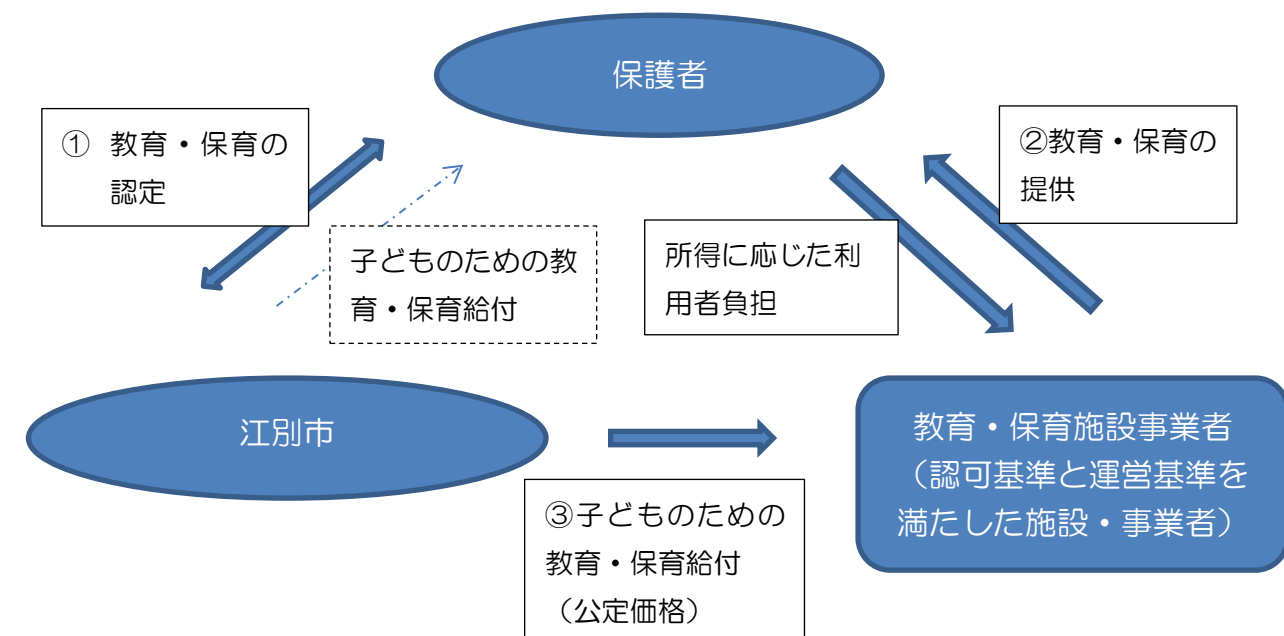 保護者
① 教育・保育の
認定
②教育・保育の
提供
子どものための教
育・保育給付
所得に応じた利
用者負担
江別市
教育・保育施設事業者
（認可基準と運営基準を
満たした施設・事業者）
③子どものための
教育・保育給付
（公定価格）